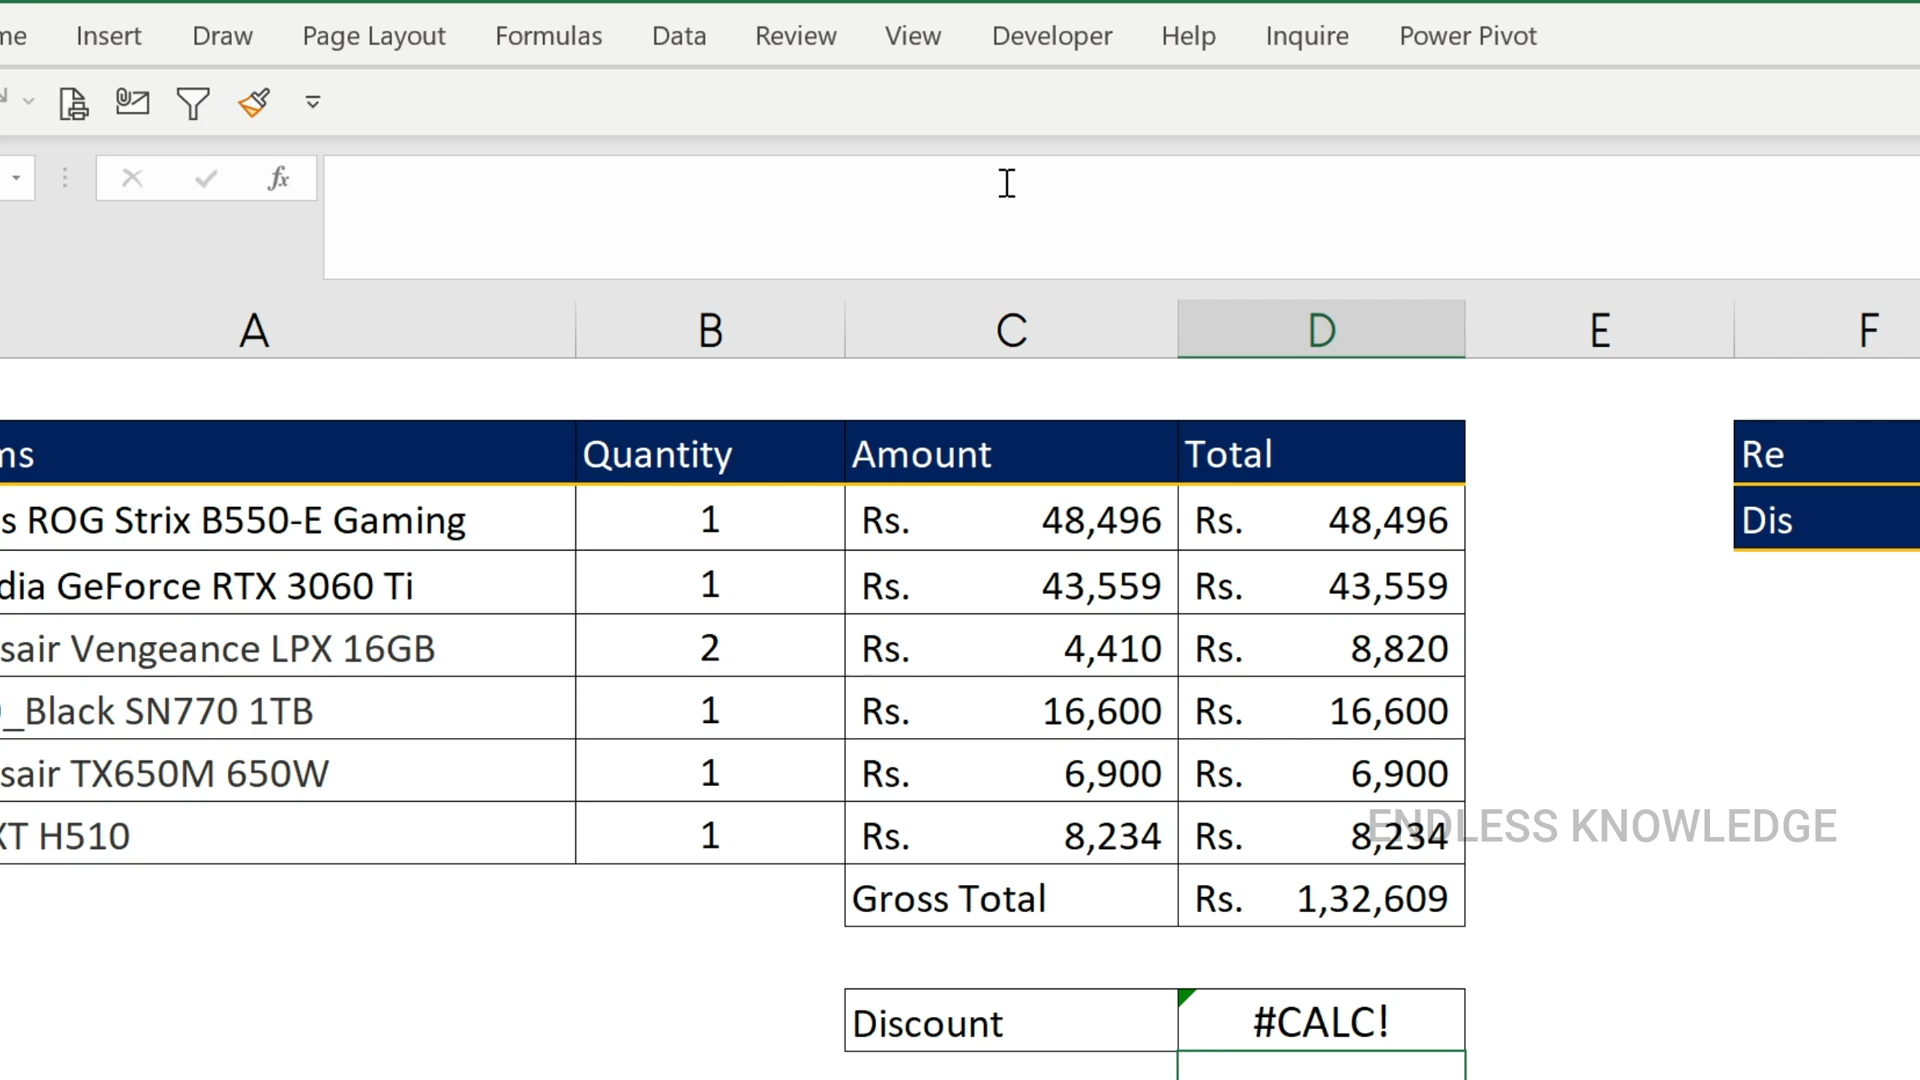 me Insert Draw Page Layout Formulas Data Review View Developer Help Inquire Power Pivot
fx
A B C D E F
ms Quantity Amount Total Re
s ROG Strix B550-E Gaming 1 Rs. 48,496 Rs. 48,496 Dis
dia GeForce RTX 3060 Ti 1 Rs. 43,559 Rs. 43,559
sair Vengeance LPX 16GB 2 Rs. 4,410 Rs. 8,820
_Black SN770 1TB 1 Rs. 16,600 Rs. 16,600
sair TX650M 650W 1 Rs. 6,900 Rs. 6,900
XT H510 1 Rs. 8,234 Rs. 8,234
ENDLESS KNOWLEDGE
Gross Total Rs. 1,32,609
Discount #CALC!